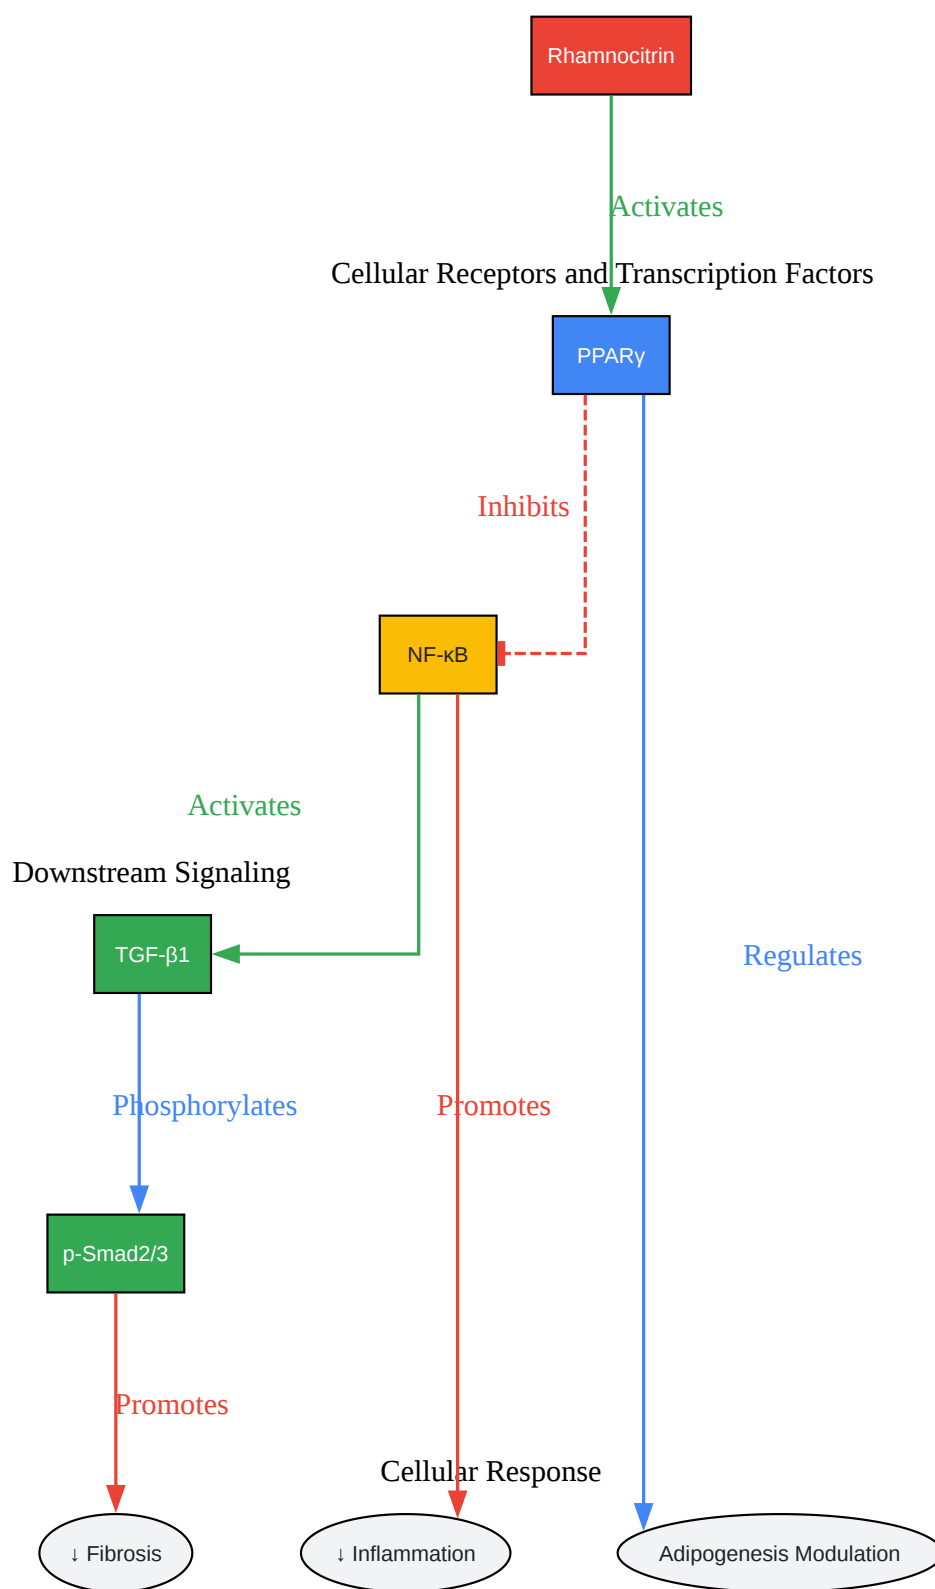 Rhamnocitrin
Activates
Cellular Receptors and Transcription Factors
PPARγ
Inhibits
NF-κB
Activates
Downstream Signaling
TGF-β1
Regulates
Phosphorylates
Promotes
p-Smad2/3
Promotes
Cellular Response
↓ Fibrosis
↓ Inflammation
Adipogenesis Modulation